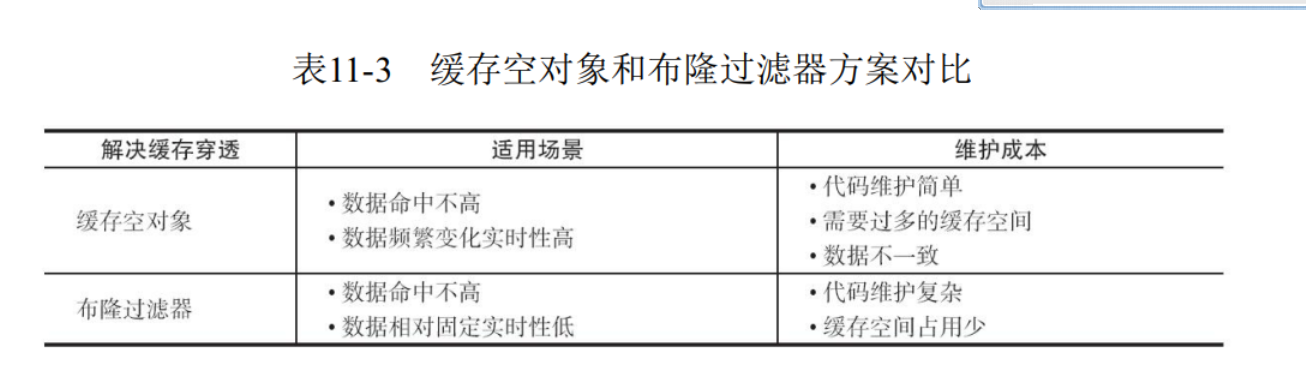 表11-3 缓存空对象和布隆过滤器方案对比
解决缓存穿透 适用场景 维护成本
缓存空对象
• 数据命中不高
• 数据频繁变化实时性高
• 代码维护简单
• 需要过多的缓存空间
• 数据不一致
布隆过滤器
• 数据命中不高
• 数据相对固定实时性低
• 代码维护复杂
• 缓存空间占用少